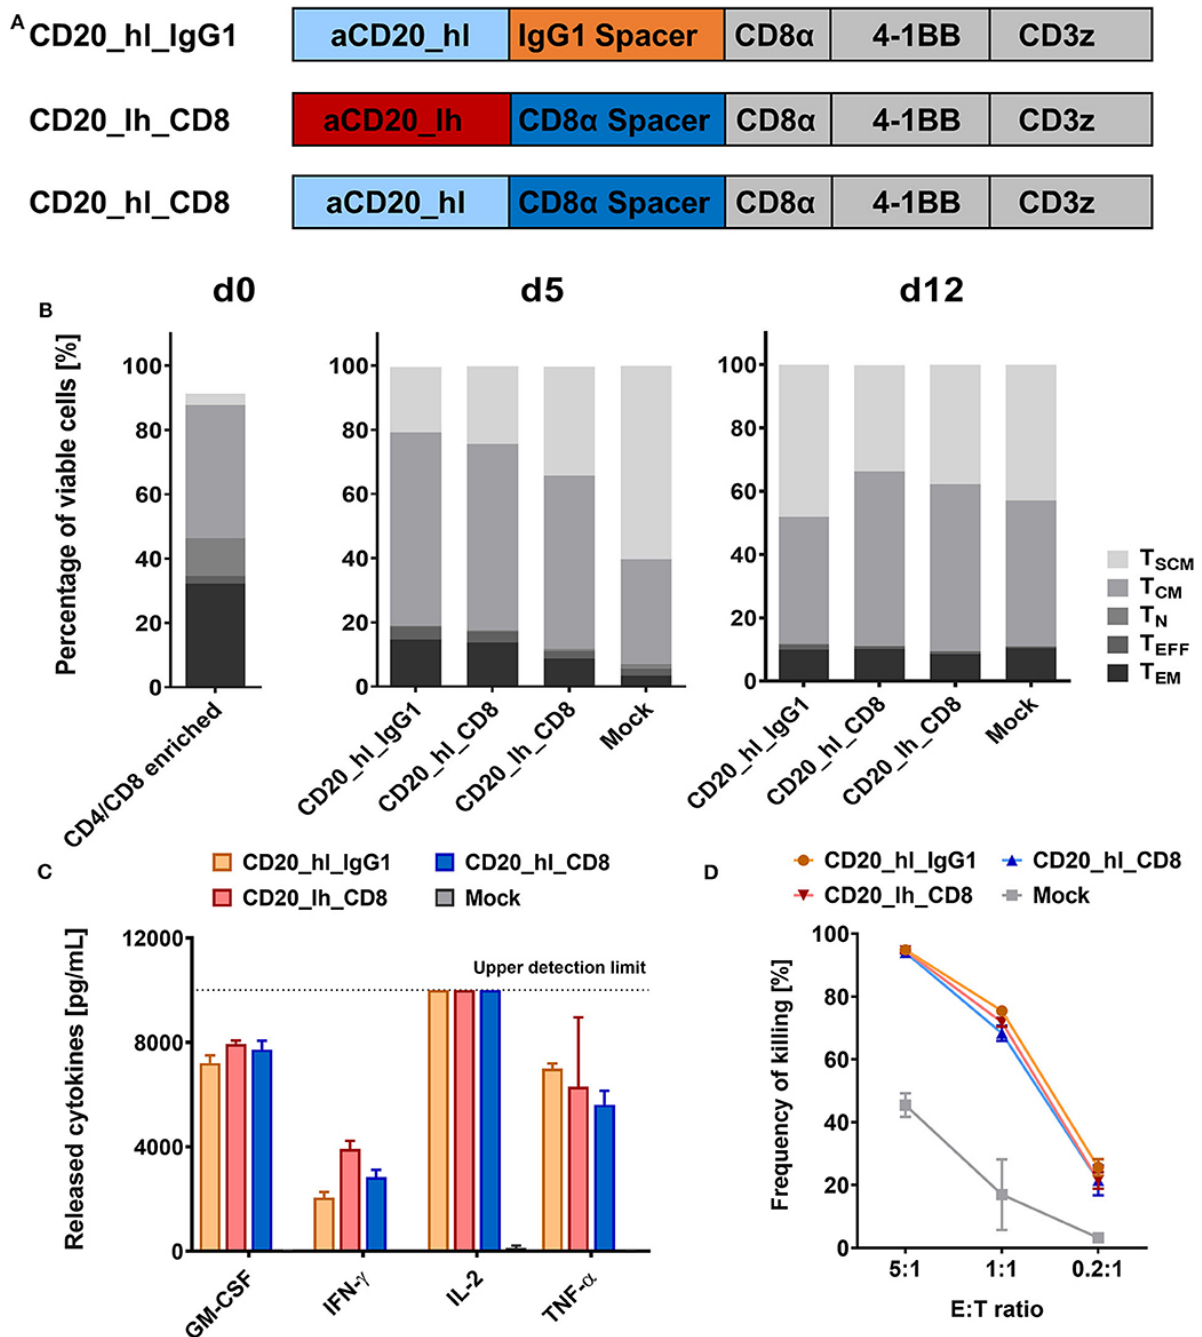 A
CD20_hl_IgG1 aCD20_hl IgG1 Spacer CD8α 4-1BB CD3z
CD20_lh_CD8 aCD20_lh CD8α Spacer CD8α 4-1BB CD3z
CD20_hl_CD8 aCD20_hl CD8α Spacer CD8α 4-1BB CD3z
B
d0 d5 d12
Percentage of viable cells [%]
100
80
60
40
20
0
CD4/CD8 enriched
100
80
60
40
20
0
CD20_hl_IgG1
CD20_hl_CD8
CD20_lh_CD8
Mock
100
80
60
40
20
0
CD20_hl_IgG1
CD20_hl_CD8
CD20_lh_CD8
Mock
TSCM
TCM
TN
TEFF
TEM
C
CD20_hl_IgG1 CD20_hl_CD8
CD20_lh_CD8 Mock
Released cytokines [pg/mL]
12000
8000
4000
0
Upper detection limit
GM-CSF
IFN-γ
IL-2
TNF-α
D
CD20_hl_IgG1 CD20_hl_CD8
CD20_lh_CD8 Mock
Frequency of killing [%]
100
80
60
40
20
0
5:1 1:1 0.2:1
E:T ratio